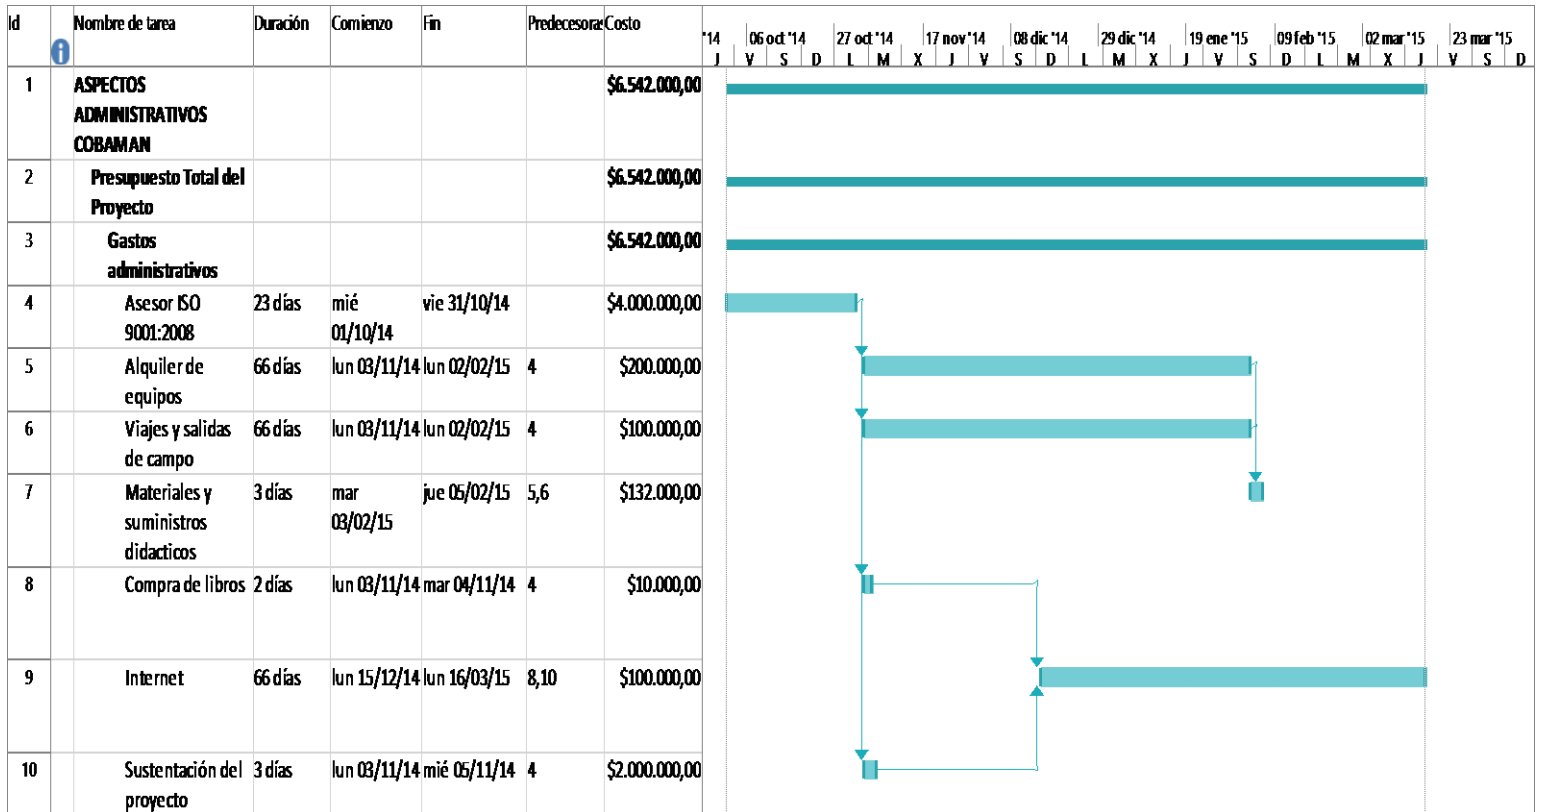 Id Nombre de tarea Duración Comienzo Fin Predecesoras Costo
'14 06 oct '14 27 oct '14 17 nov '14 08 dic '14 29 dic '14 19 ene '15 09 feb '15 02 mar '15 23 mar '15
J V S D L M X J V S D L M X J V S D L M X J V S D
1 ASPECTOS $6.542.000,00
ADMINISTRATIVOS
COBAMAN
2 Presupuesto Total del $6.542.000,00
Proyecto
3 Gastos $6.542.000,00
administrativos
4 Asesor ISO 23 días mié vie 31/10/14 $4.000.000,00
9001:2008 01/10/14
5 Alquiler de 66 días lun 03/11/14 lun 02/02/15 4 $200.000,00
equipos
6 Viajes y salidas 66 días lun 03/11/14 lun 02/02/15 4 $100.000,00
de campo
7 Materiales y 3 días mar jue 05/02/15 5,6 $132.000,00
suministros 03/02/15
didacticos
8 Compra de libros 2 días lun 03/11/14 mar 04/11/14 4 $10.000,00
9 Internet 66 días lun 15/12/14 lun 16/03/15 8,10 $100.000,00
10 Sustentación del 3 días lun 03/11/14 mié 05/11/14 4 $2.000.000,00
proyecto